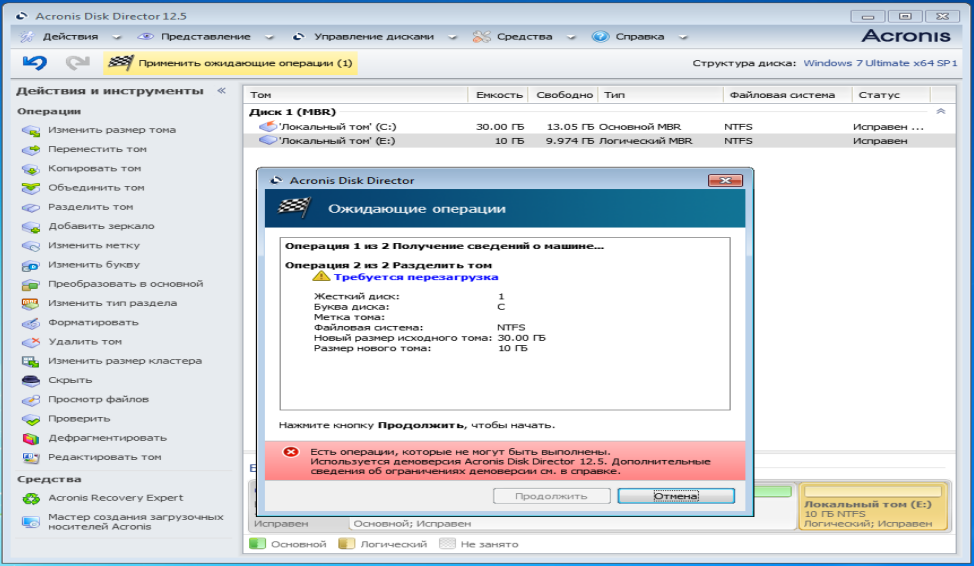 Acronis Disk Director 12.5
Действия Представление Управление дисками Средства Справка Acronis
Применить ожидающие операции (1) Структура диска: Windows 7 Ultimate x64 SP1
Действия и инструменты «
Операции
Изменить размер тома
Переместить том
Копировать том
Объединить том
Разделить том
Добавить зеркало
Изменить метку
Изменить букву
Преобразовать в основной
Изменить тип раздела
Форматировать
Удалить том
Изменить размер кластера
Скрыть
Просмотр файлов
Проверить
Дефрагментировать
Редактировать том
Средства
Acronis Recovery Expert
Мастер создания загрузочных
носителей Acronis
Том Емкость Свободно Тип Файловая система Статус
Диск 1 (MBR)
'Локальный том' (C:) 30.00 ГБ 13.05 ГБ Основной MBR NTFS Исправен ...
'Локальный том' (E:) 10 ГБ 9.974 ГБ Логический MBR NTFS Исправен
Acronis Disk Director
Ожидающие операции
Операция 1 из 2 Получение сведений о машине...
Операция 2 из 2 Разделить том
Требуется перезагрузка
Жесткий диск: 1
Буква диска: C
Метка тома:
Файловая система: NTFS
Новый размер исходного тома: 30.00 ГБ
Размер нового тома: 10 ГБ
Нажмите кнопку Продолжить, чтобы начать.
Есть операции, которые не могут быть выполнены.
Используется демоверсия Acronis Disk Director 12.5. Дополнительные
сведения об ограничениях демоверсии см. в справке.
Продолжить Отмена
Локальный том (E:)
10 ГБ NTFS
Исправен Основной; Исправен Логический; Исправен
Основной Логический Не занято